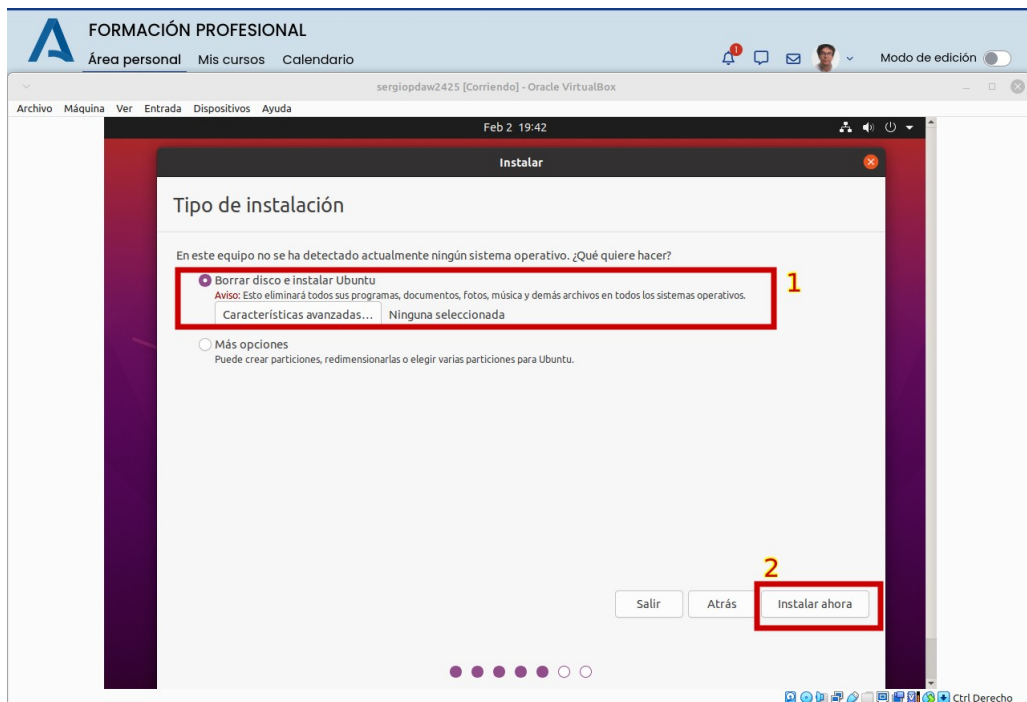 FORMACIÓN PROFESIONAL
Área personal Mis cursos Calendario
1
Modo de edición
sergiopdaw2425 [Corriendo] - Oracle VirtualBox
Archivo Máquina Ver Entrada Dispositivos Ayuda
Feb 2 19:42
Instalar
Tipo de instalación
En este equipo no se ha detectado actualmente ningún sistema operativo. ¿Qué quiere hacer?
Borrar disco e instalar Ubuntu
1
Aviso: Esto eliminará todos sus programas, documentos, fotos, música y demás archivos en todos los sistemas operativos.
Características avanzadas... Ninguna seleccionada
Más opciones
Puede crear particiones, redimensionarlas o elegir varias particiones para Ubuntu.
2
Salir Atrás Instalar ahora
Ctrl Derecho